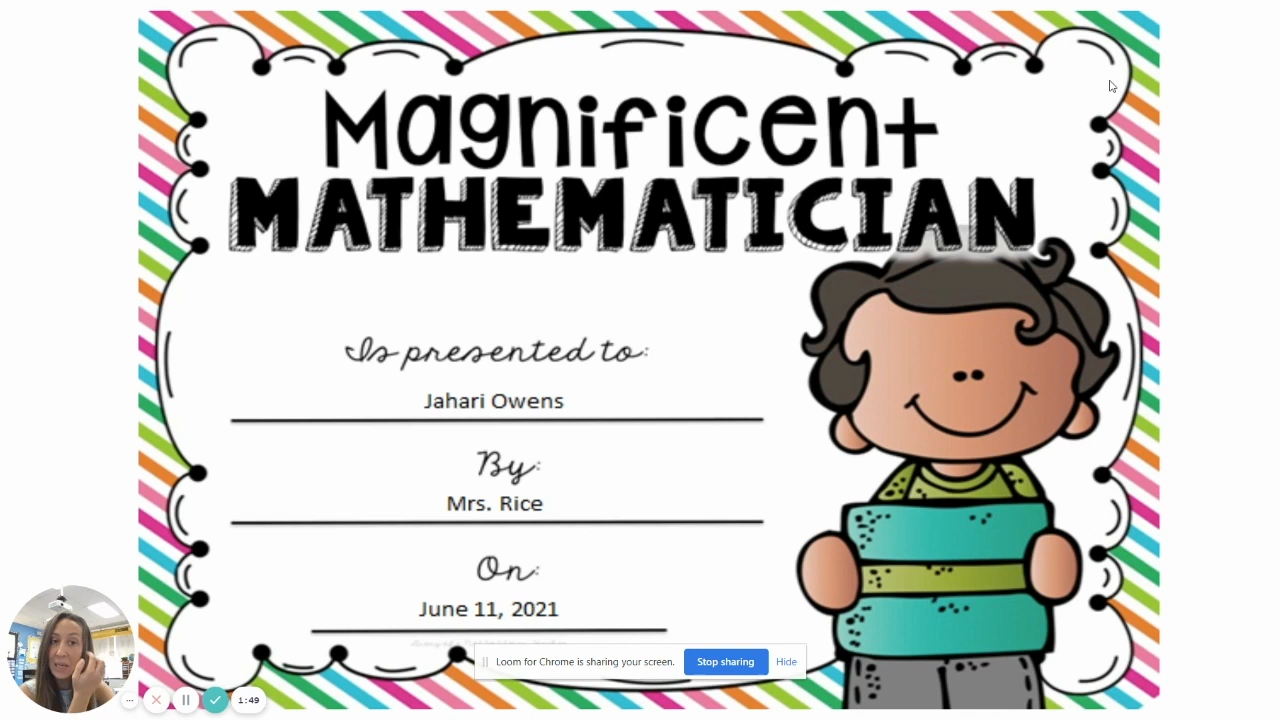 Magnificent
MATHEMATICIAN
Is presented to:
Jahari Owens
By:
Mrs. Rice
On:
June 11, 2021
Loom for Chrome is sharing your screen. Stop sharing Hide
1:49